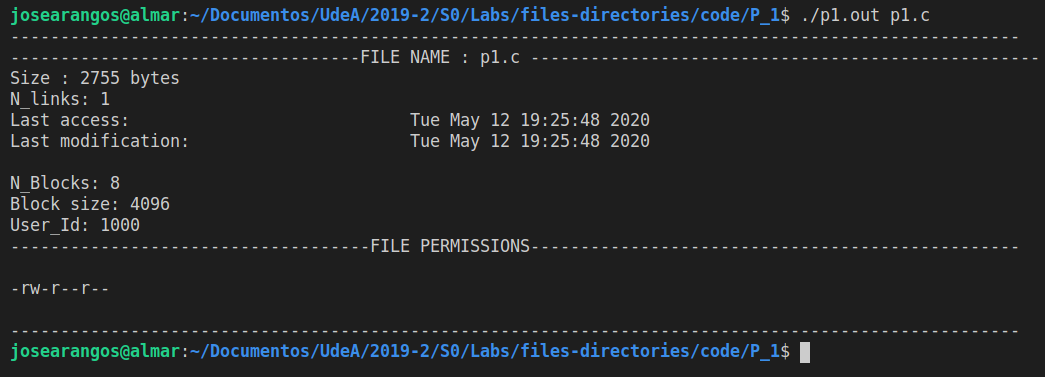 josearangos@almar:~/Documentos/UdeA/2019-2/SO/Labs/files-directories/code/P_1$ ./p1.out p1.c
-----------------------------------------------------------------------------------------------------
-----------------------------------FILE NAME : p1.c ---------------------------------------------------
Size : 2755 bytes
N_links: 1
Last access:                            Tue May 12 19:25:48 2020
Last modification:                      Tue May 12 19:25:48 2020
N_Blocks: 8
Block size: 4096
User_Id: 1000
------------------------------------FILE PERMISSIONS-------------------------------------------------
-rw-r--r--
-----------------------------------------------------------------------------------------------------
josearangos@almar:~/Documentos/UdeA/2019-2/SO/Labs/files-directories/code/P_1$